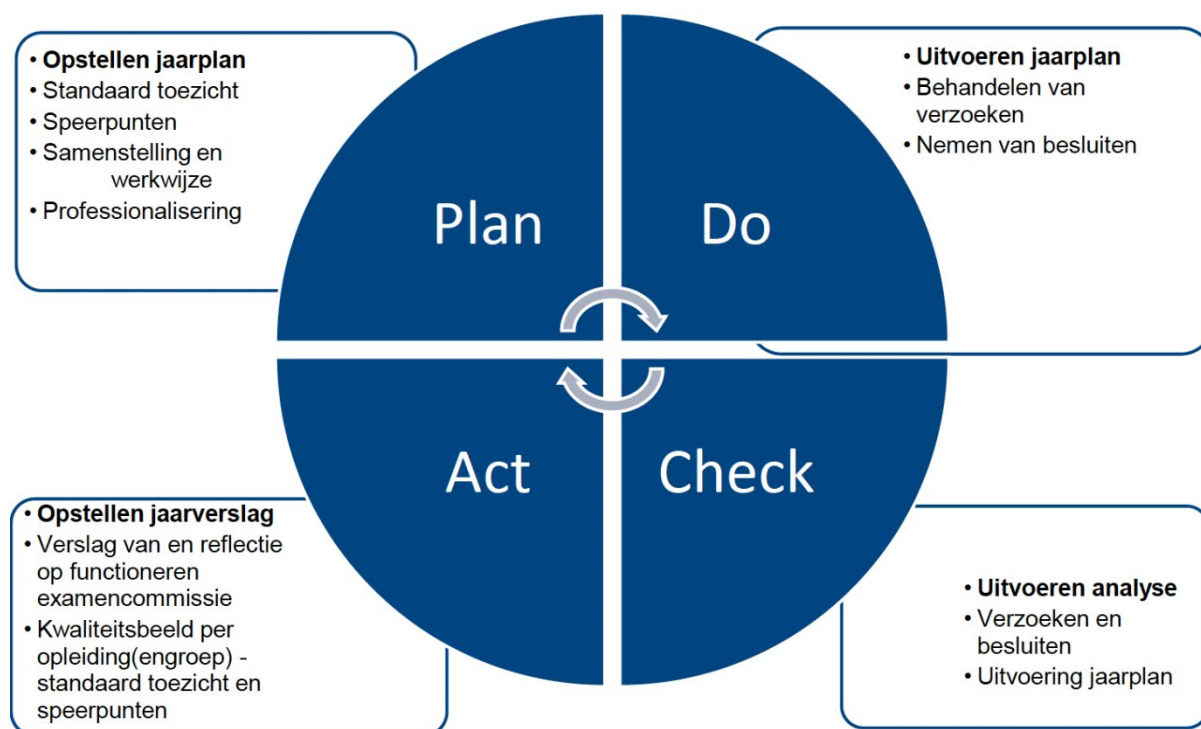 • Opstellen jaarplan
• Standaard toezicht
• Speerpunten
• Samenstelling en
werkwijze
• Professionalisering
Plan
Do
• Uitvoeren jaarplan
• Behandelen van
verzoeken
• Nemen van besluiten
Act
Check
• Opstellen jaarverslag
• Verslag van en reflectie
op functioneren
examencommissie
• Kwaliteitsbeeld per
opleiding(engroep) -
standaard toezicht en
speerpunten
• Uitvoeren analyse
• Verzoeken en
besluiten
• Uitvoering jaarplan